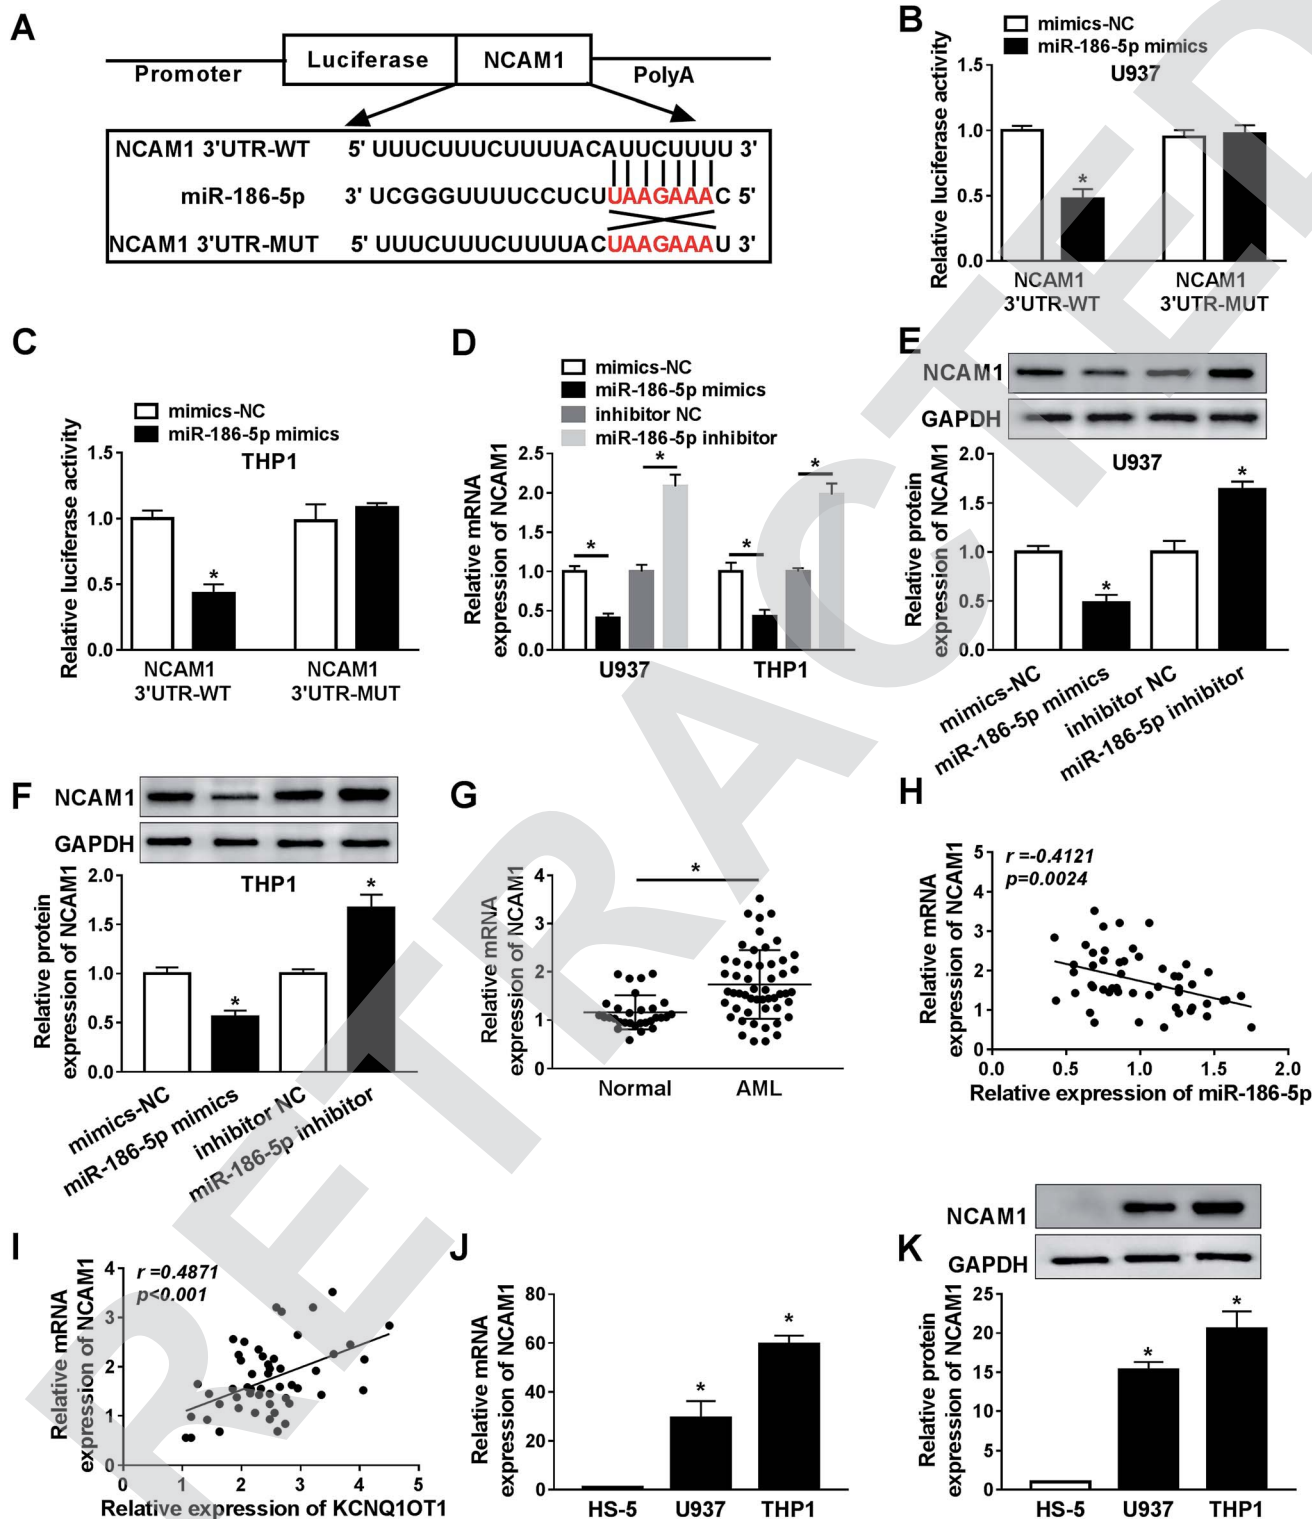 A
Promoter
Luciferase
NCAM1
PolyA
NCAM1 3'UTR-WT 5' UUUCUUUCUUUUACAUUCUUUU 3'
miR-186-5p 3' UCGGGUUUUCCUCUUAAGAAAC 5'
NCAM1 3'UTR-MUT 5' UUUCUUUCUUUUACUAAGAAAU 3'
B
mimics-NC
miR-186-5p mimics
U937
Relative luciferase activity
1.5
1.0
0.5
0.0
*
NCAM1 NCAM1
3'UTR-WT 3'UTR-MUT
C
mimics-NC
miR-186-5p mimics
THP1
Relative luciferase activity
1.5
1.0
0.5
0.0
*
NCAM1 NCAM1
3'UTR-WT 3'UTR-MUT
D
mimics-NC
miR-186-5p mimics
inhibitor NC
miR-186-5p inhibitor
Relative mRNA
expression of NCAM1
2.5
2.0
1.5
1.0
0.5
0.0
* * * *
U937 THP1
E
NCAM1
GAPDH
U937
Relative protein
expression of NCAM1
2.0
1.5
1.0
0.5
0.0
* *
mimics-NC
miR-186-5p mimics
inhibitor NC
miR-186-5p inhibitor
F
NCAM1
GAPDH
THP1
Relative protein
expression of NCAM1
2.0
1.5
1.0
0.5
0.0
* *
mimics-NC
miR-186-5p mimics
inhibitor NC
miR-186-5p inhibitor
G
Relative mRNA
expression of NCAM1
4
3
2
1
0
*
Normal AML
H
r =-0.4121
p=0.0024
Relative mRNA
expression of NCAM1
5
4
3
2
1
0
0.0 0.5 1.0 1.5 2.0
Relative expression of miR-186-5p
I
r =0.4871
p<0.001
Relative mRNA
expression of NCAM1
4
3
2
1
0
0 1 2 3 4 5
Relative expression of KCNQ1OT1
J
Relative mRNA
expression of NCAM1
80
60
40
20
0
* *
HS-5 U937 THP1
K
NCAM1
GAPDH
Relative protein
expression of NCAM1
25
20
15
10
5
0
* *
HS-5 U937 THP1
RETRACTED